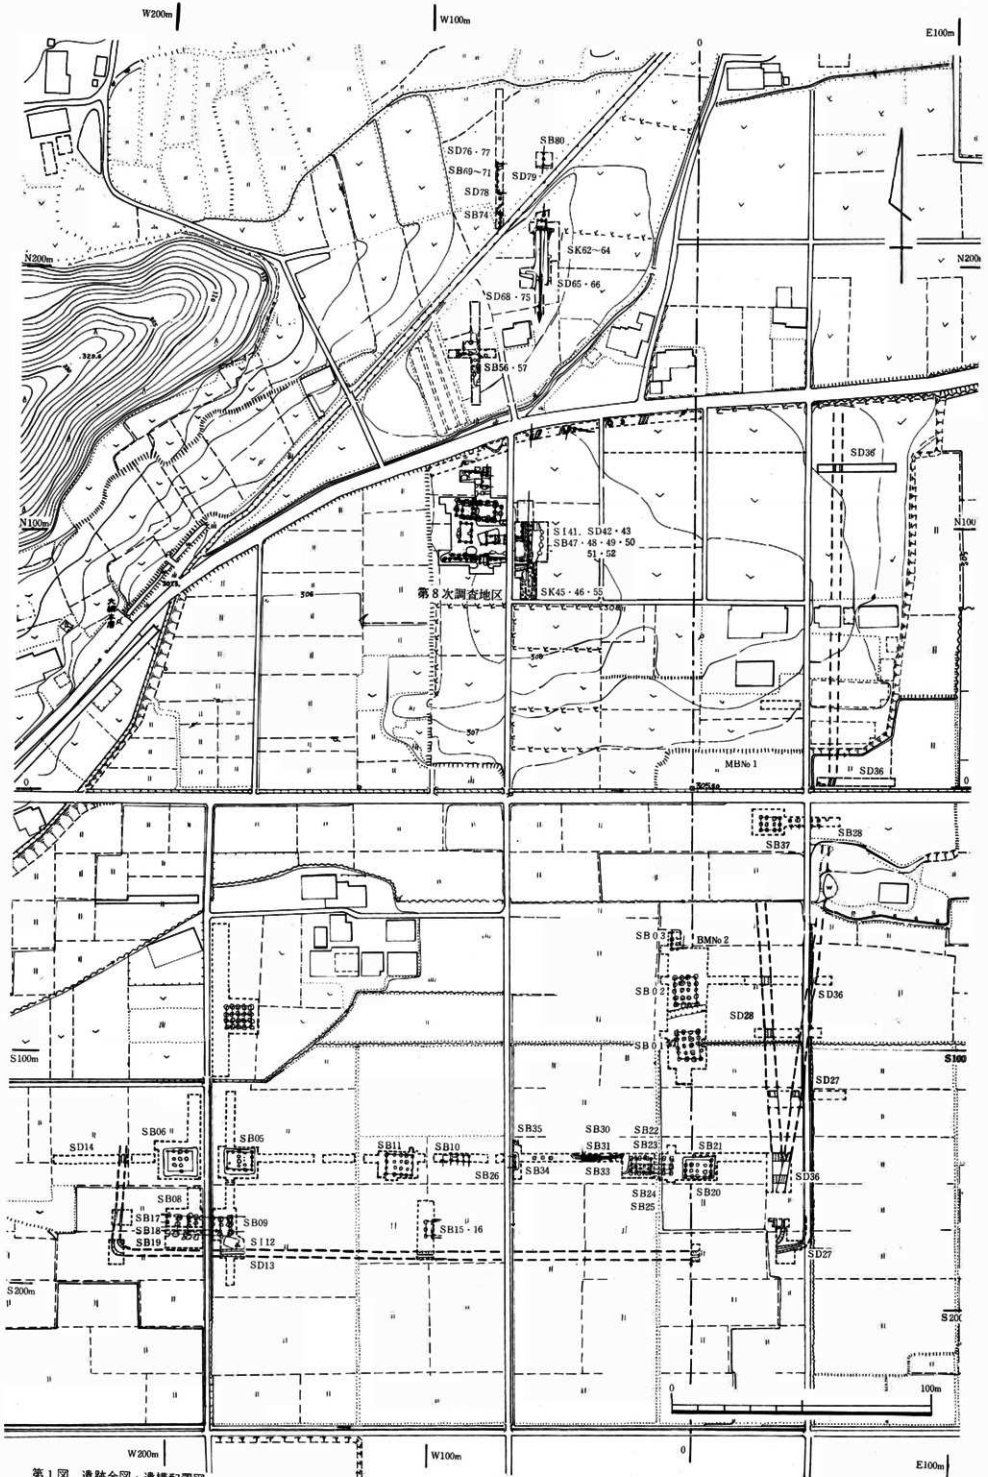 W200m
W100m
0
E100m
SD76・77
SB80
SB69〜71
SD79
SD78
SB74
N200m
SK62〜64
SD65・66
SD68・75
SB56・57
SD36
N100m
N100
SI41, SD42・43
SB47・48・49・50
51・52
第8次調査地区
SK45・46・55
306
307
MBNo1
SD36
0
0
SB28
SB37
SB03
BMNo2
SB02
SD36
SD28
SB01
S100m
S100
SD27
SB06
SB05
SB11
SB10
SB35
SB30
SB22
SD14
SB31
SB23
SB21
SB26
SB34
SB33
SD36
SB08
SB24
SB20
SB17
SB09
SB15・16
SB25
SB18
SB19
SI12
SD13
SD27
S200m
S200
0
100m
W200m
W100m
0
E100m
第1図 遺跡全図・遺構配置図